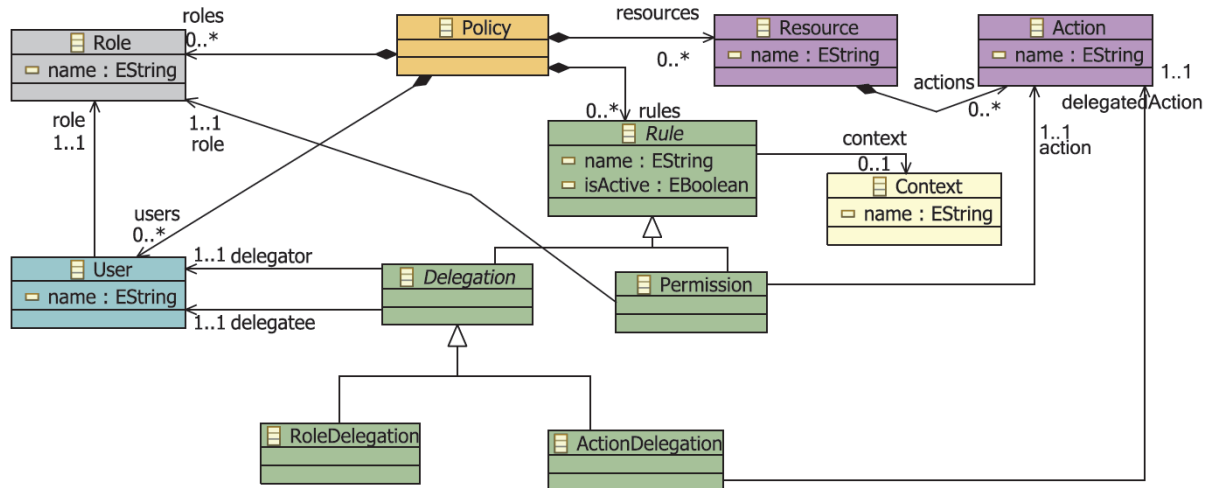 roles
0..*
Role
name : EString
Policy
resources
0..*
Resource
name : EString
actions
0..*
Action
name : EString
1..1
delegatedAction
role
1..1
1..1
role
0..* rules
Rule
name : EString
isActive : EBoolean
context
0..1
Context
name : EString
1..1
action
users
0..*
User
name : EString
1..1 delegator
1..1 delegatee
Delegation
Permission
RoleDelegation
ActionDelegation